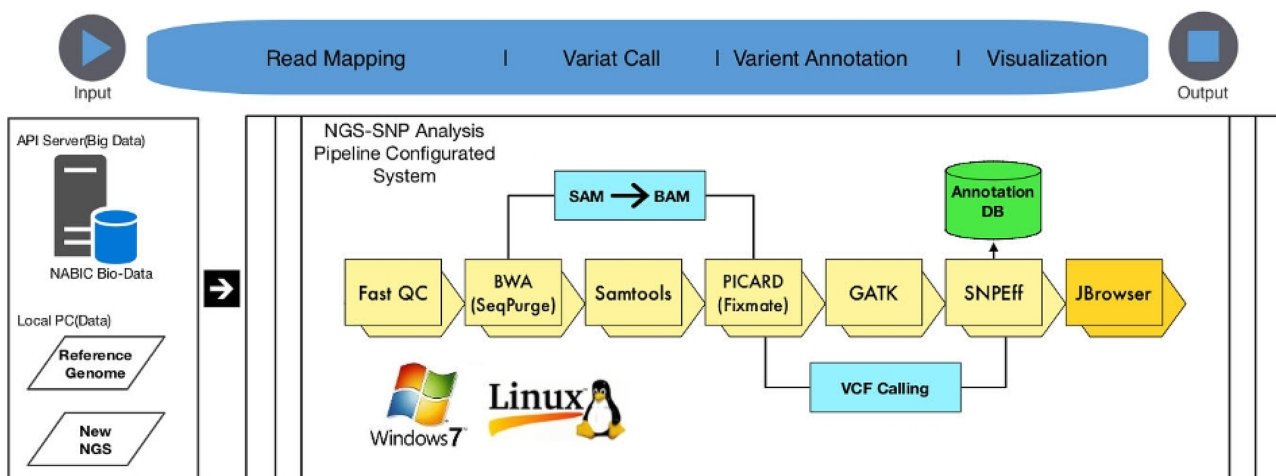 Input
Read Mapping | Variat Call | Varient Annotation | Visualization
Output
API Server(Big Data)
NABIC Bio-Data
Local PC(Data)
Reference
Genome
New
NGS
NGS-SNP Analysis
Pipeline Configurated
System
SAM → BAM
Annotation
DB
Fast QC
BWA
(SeqPurge)
Samtools
PICARD
(Fixmate)
GATK
SNPEff
JBrowser
VCF Calling
Windows 7
Linux